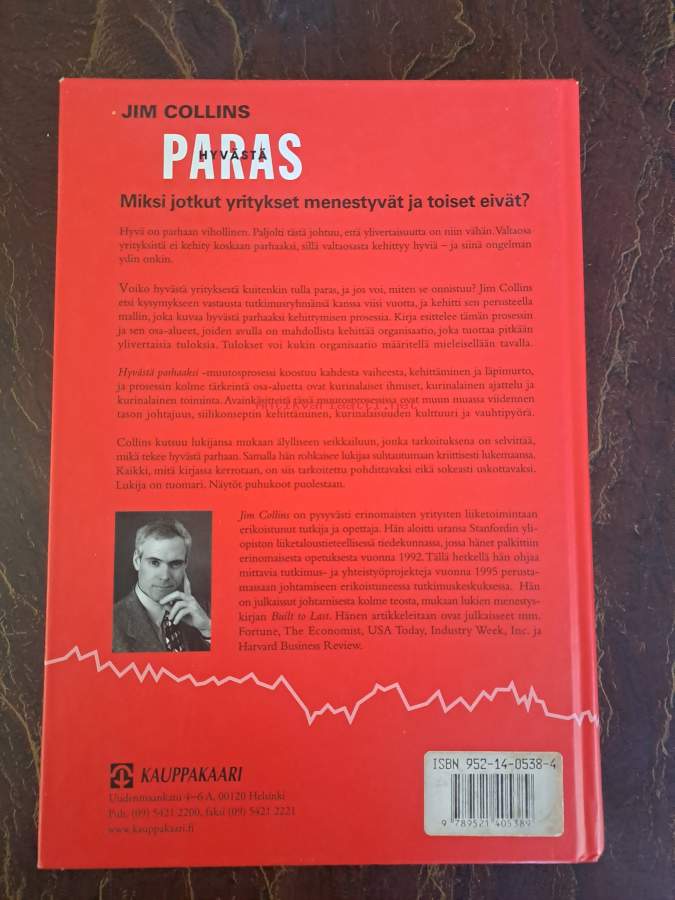 JIM COLLINS
PARAS
HYVÄSTÄ
Miksi jotkut yritykset menestyvät ja toiset eivät?
Hyvä on parhaan vihollinen. Paljolti tästä johtuu, että ylivertaisuutta on niin vähän. Valtaosa
yrityksistä ei kehity koskaan parhaaksi, sillä valtaosasta kehittyy hyviä – ja siinä ongelman
ydin onkin.
Voiko hyvästä yrityksestä kuitenkin tulla paras, ja jos voi, miten se onnistuu? Jim Collins
etsi kysymykseen vastausta tutkimusryhmänsä kanssa viisi vuotta, ja kehitti sen perusteella
mallin, joka kuvaa hyvästä parhaaksi kehittymisen prosessia. Kirja esittelee tämän prosessin
ja sen osa-alueet, joiden avulla on mahdollista kehittää organisaatio, joka tuottaa pitkään
ylivertaisia tuloksia. Tulokset voi kukin organisaatio määritellä mieleisellään tavalla.
Hyvästä parhaaksi -muutosprosessi koostuu kahdesta vaiheesta, kehittäminen ja läpimurto,
ja prosessin kolme tärkeintä osa-aluetta ovat kurinalaiset ihmiset, kurinalainen ajattelu ja
kurinalainen toiminta. Avainkäsitteitä tässä muutosprosessissa ovat muun muassa viidennen
tason johtajuus, siilikonseptin kehittäminen, kurinalaisuuden kulttuuri ja vauhtipyörä.
Antikvariaatti.net
Collins kutsuu lukijansa mukaan älylliseen seikkailuun, jonka tarkoituksena on selvittää,
mikä tekee hyvästä parhaan. Samalla hän rohkaisee lukijaa suhtautumaan kriittisesti lukemaansa.
Kaikki, mitä kirjassa kerrotaan, on siis tarkoitettu pohdittavaksi eikä sokeasti uskottavaksi.
Lukija on tuomari. Näytöt puhukoot puolestaan.
Jim Collins on pysyvästi erinomaisten yritysten liiketoimintaan
erikoistunut tutkija ja opettaja. Hän aloitti uransa Stanfordin yli-
opiston liiketaloustieteellisessä tiedekunnassa, jossa hänet palkittiin
erinomaisesta opetuksesta vuonna 1992. Tällä hetkellä hän ohjaa
mittavia tutkimus- ja yhteistyöprojekteja vuonna 1995 perusta-
massaan johtamiseen erikoistuneessa tutkimuskeskuksessa. Hän
on julkaissut johtamisesta kolme teosta, mukaan lukien menestys-
kirjan Built to Last. Hänen artikkeleitaan ovat julkaisseet mm.
Fortune, The Economist, USA Today, Industry Week, Inc. ja
Harvard Business Review.
KAUPPAKAARI
Uudenmaankatu 4–6 A, 00120 Helsinki
Puh. (09) 5421 2200, faksi (09) 5421 2221
www.kauppakaari.fi
ISBN 952-14-0538-4
9 789521 405389